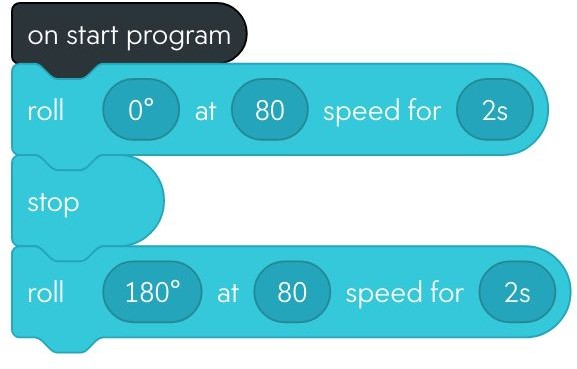 on start program
roll 0° at 80 speed for 2s
stop
roll 180° at 80 speed for 2s